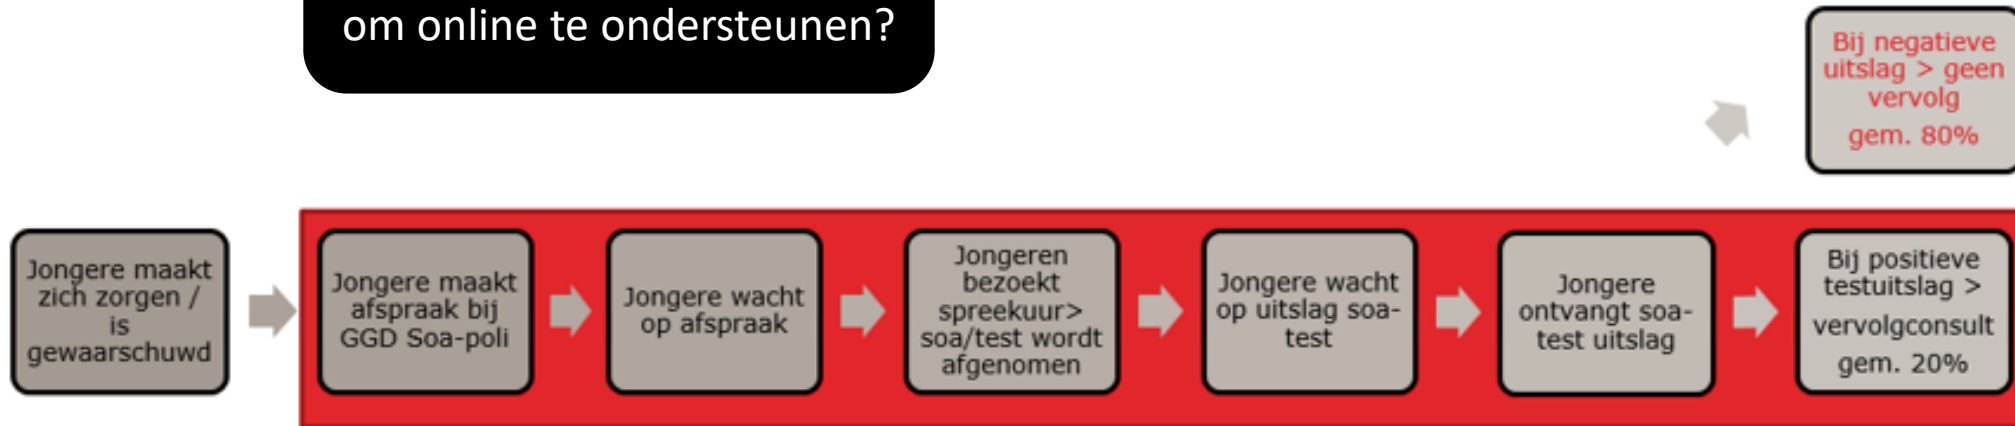 om online te ondersteunen?
Bij negatieve
uitslag > geen
vervolg
gem. 80%
Jongere maakt
zich zorgen /
is
gewaarschuwd
Jongere maakt
afspraak bij
GGD Soa-poli
Jongere wacht
op afspraak
Jongeren
bezoekt
spreekuur>
soa/test wordt
afgenomen
Jongere wacht
op uitslag soa-
test
Jongere
ontvangt soa-
test uitslag
Bij positieve
testuitslag >
vervolgconsult
gem. 20%